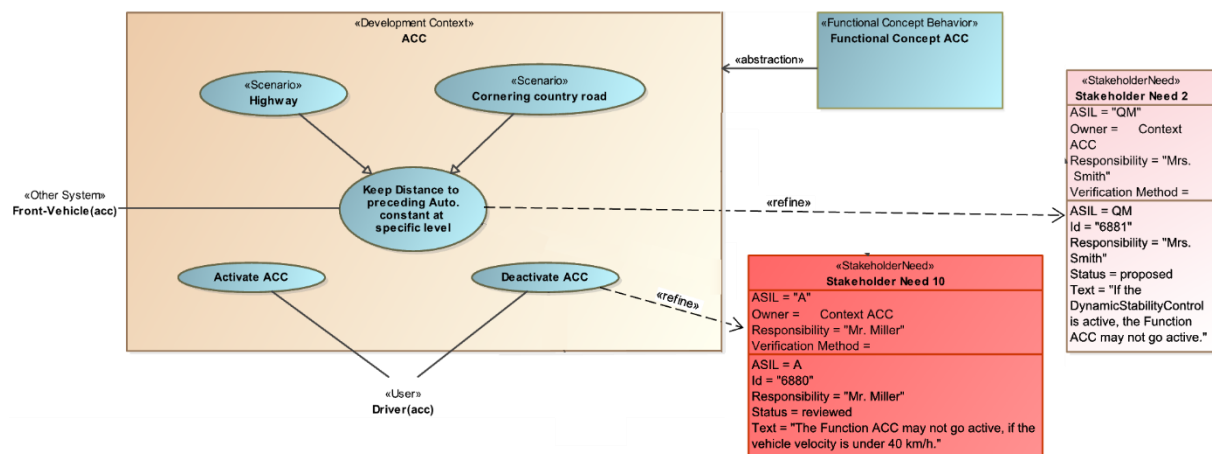 «Development Context»
ACC
«Scenario»
Highway
«Scenario»
Cornering country road
Keep Distance to
preceding Auto.
constant at
specific level
Activate ACC
Deactivate ACC
«Other System»
Front-Vehicle(acc)
«User»
Driver(acc)
«abstraction»
«Functional Concept Behavior»
Functional Concept ACC
«refine»
«refine»
«StakeholderNeed»
Stakeholder Need 10
ASIL = "A"
Owner = Context ACC
Responsibility = "Mr. Miller"
Verification Method =
ASIL = A
Id = "6880"
Responsibility = "Mr. Miller"
Status = reviewed
Text = "The Function ACC may not go active, if the
vehicle velocity is under 40 km/h."
«StakeholderNeed»
Stakeholder Need 2
ASIL = "QM"
Owner = Context
ACC
Responsibility = "Mrs.
Smith"
Verification Method =
ASIL = QM
Id = "6881"
Responsibility = "Mrs.
Smith"
Status = proposed
Text = "If the
DynamicStabilityControl
is active, the Function
ACC may not go active."